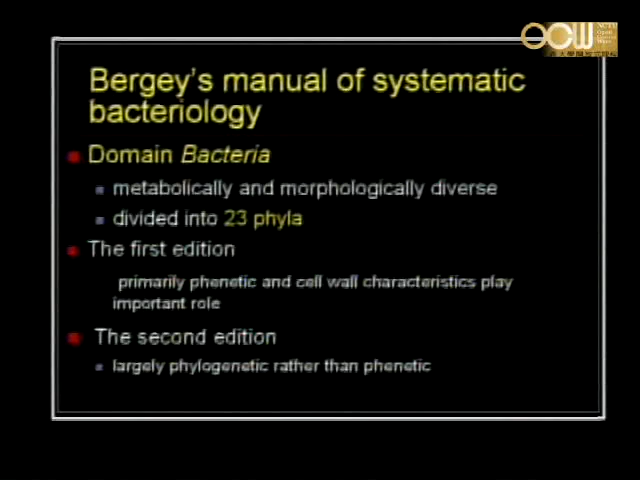 OCW
NCTU
Bergey's manual of systematic
bacteriology
Domain Bacteria
metabolically and morphologically diverse
divided into 23 phyla
The first edition
primarily phenetic and cell wall characteristics play
important role
The second edition
largely phylogenetic rather than phenetic